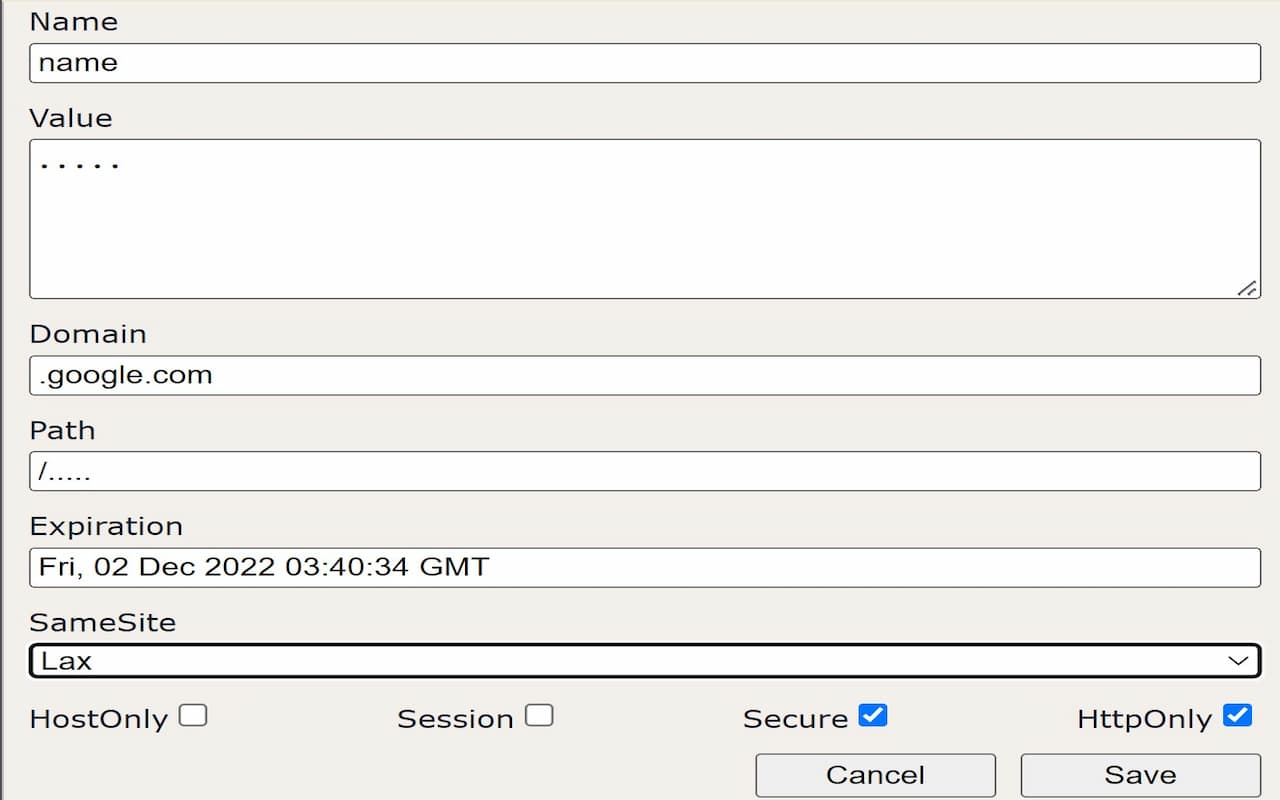 Name
name
Value
.....
Domain
.google.com
Path
/.....
Expiration
Fri, 02 Dec 2022 03:40:34 GMT
SameSite
Lax
HostOnly Session Secure HttpOnly
Cancel Save